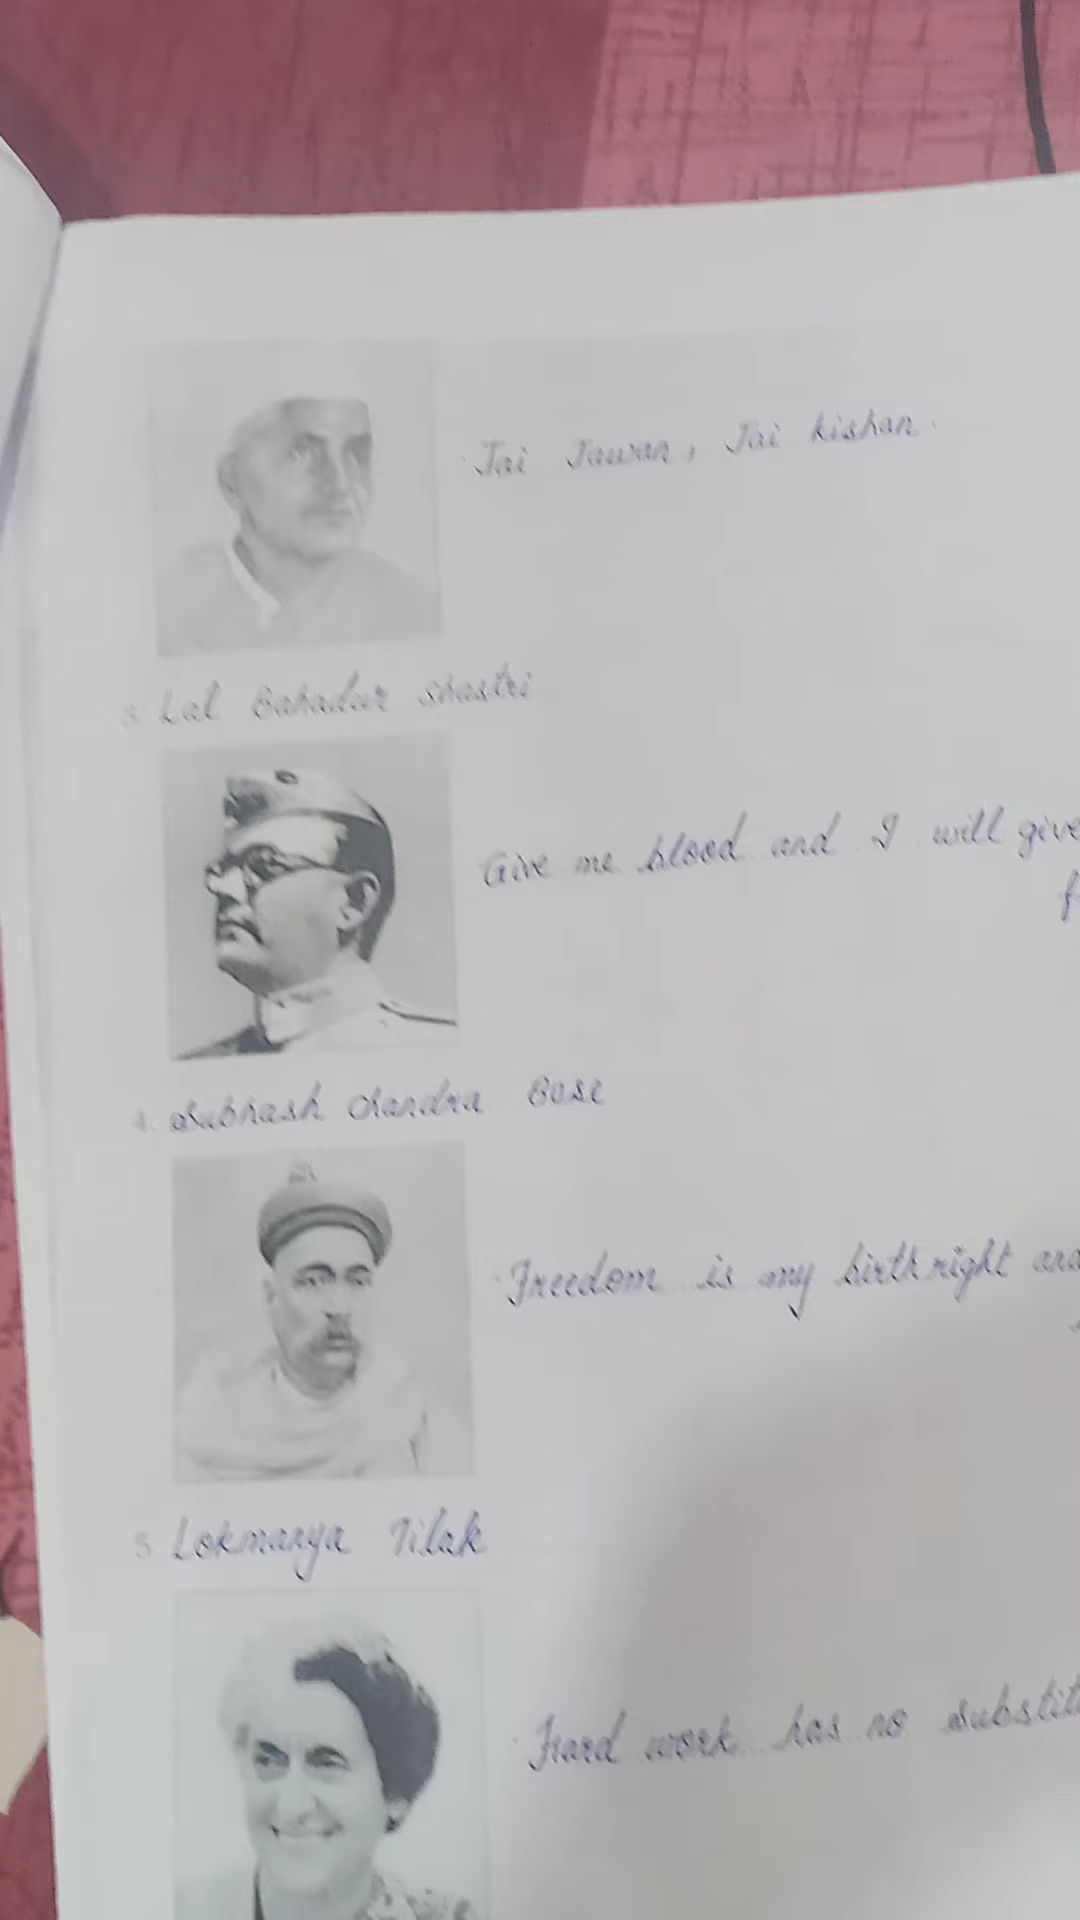 Jai Jawan, Jai kishan.
3. Lal Bahadur Shastri
Give me blood and I will give
4. Subhash Chandra Bose
Freedom is my birth right and
5. Lokmanya Tilak
Hard work has no